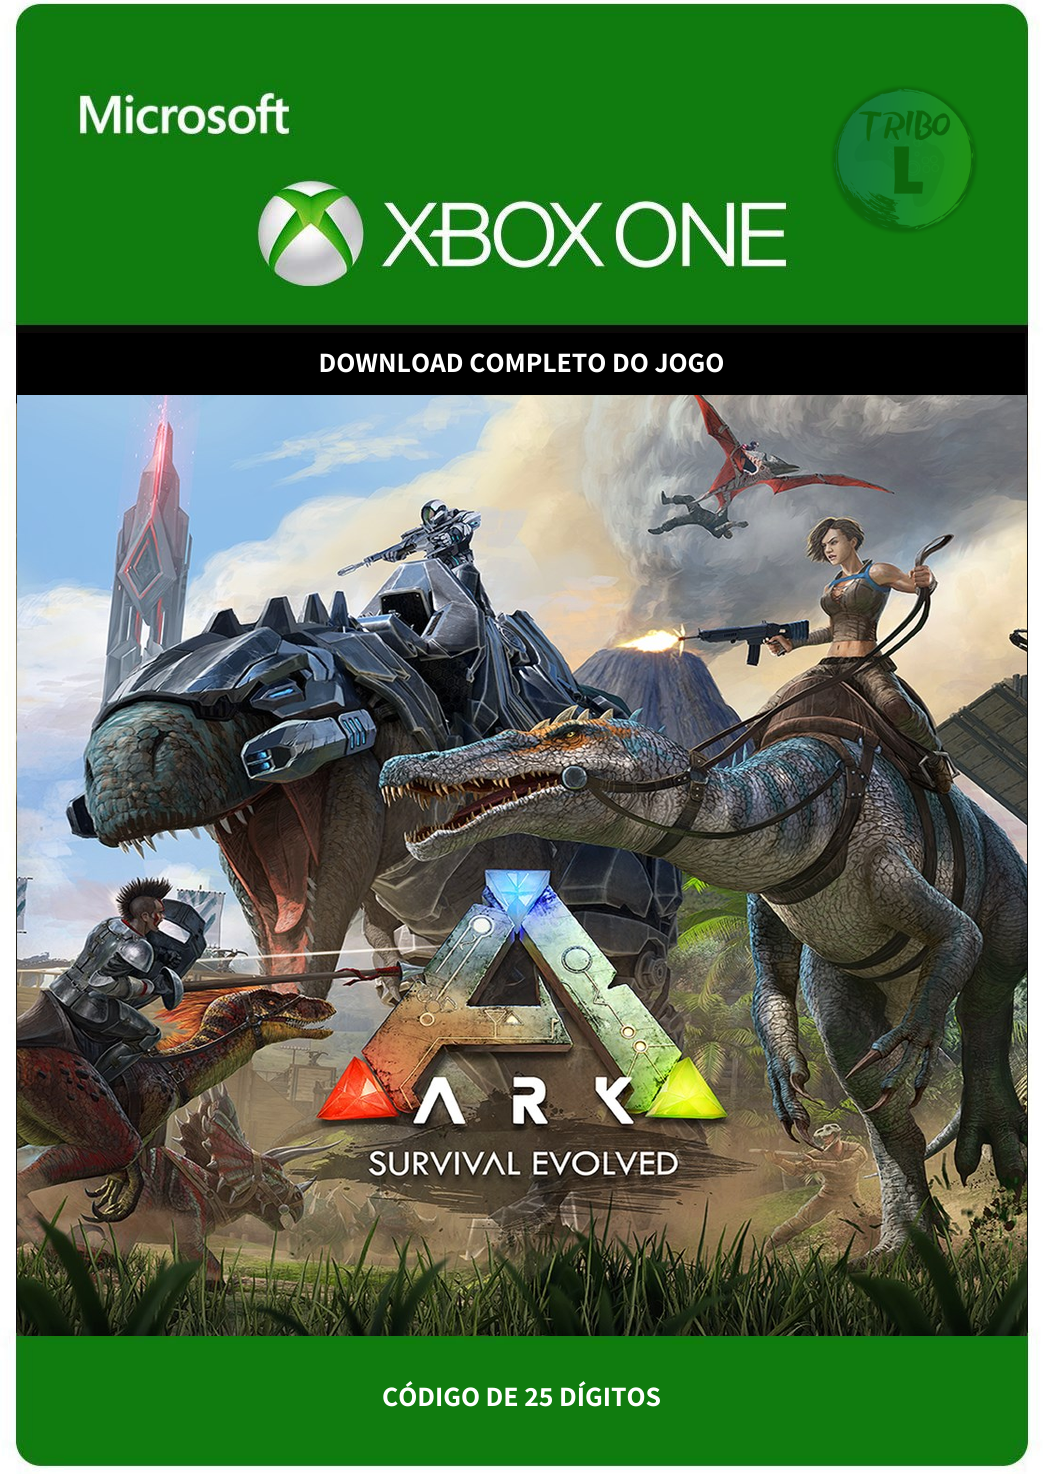 Microsoft
TRIBO
L
XBOX ONE
DOWNLOAD COMPLETO DO JOGO
ARK
SURVIVAL EVOLVED
CÓDIGO DE 25 DÍGITOS